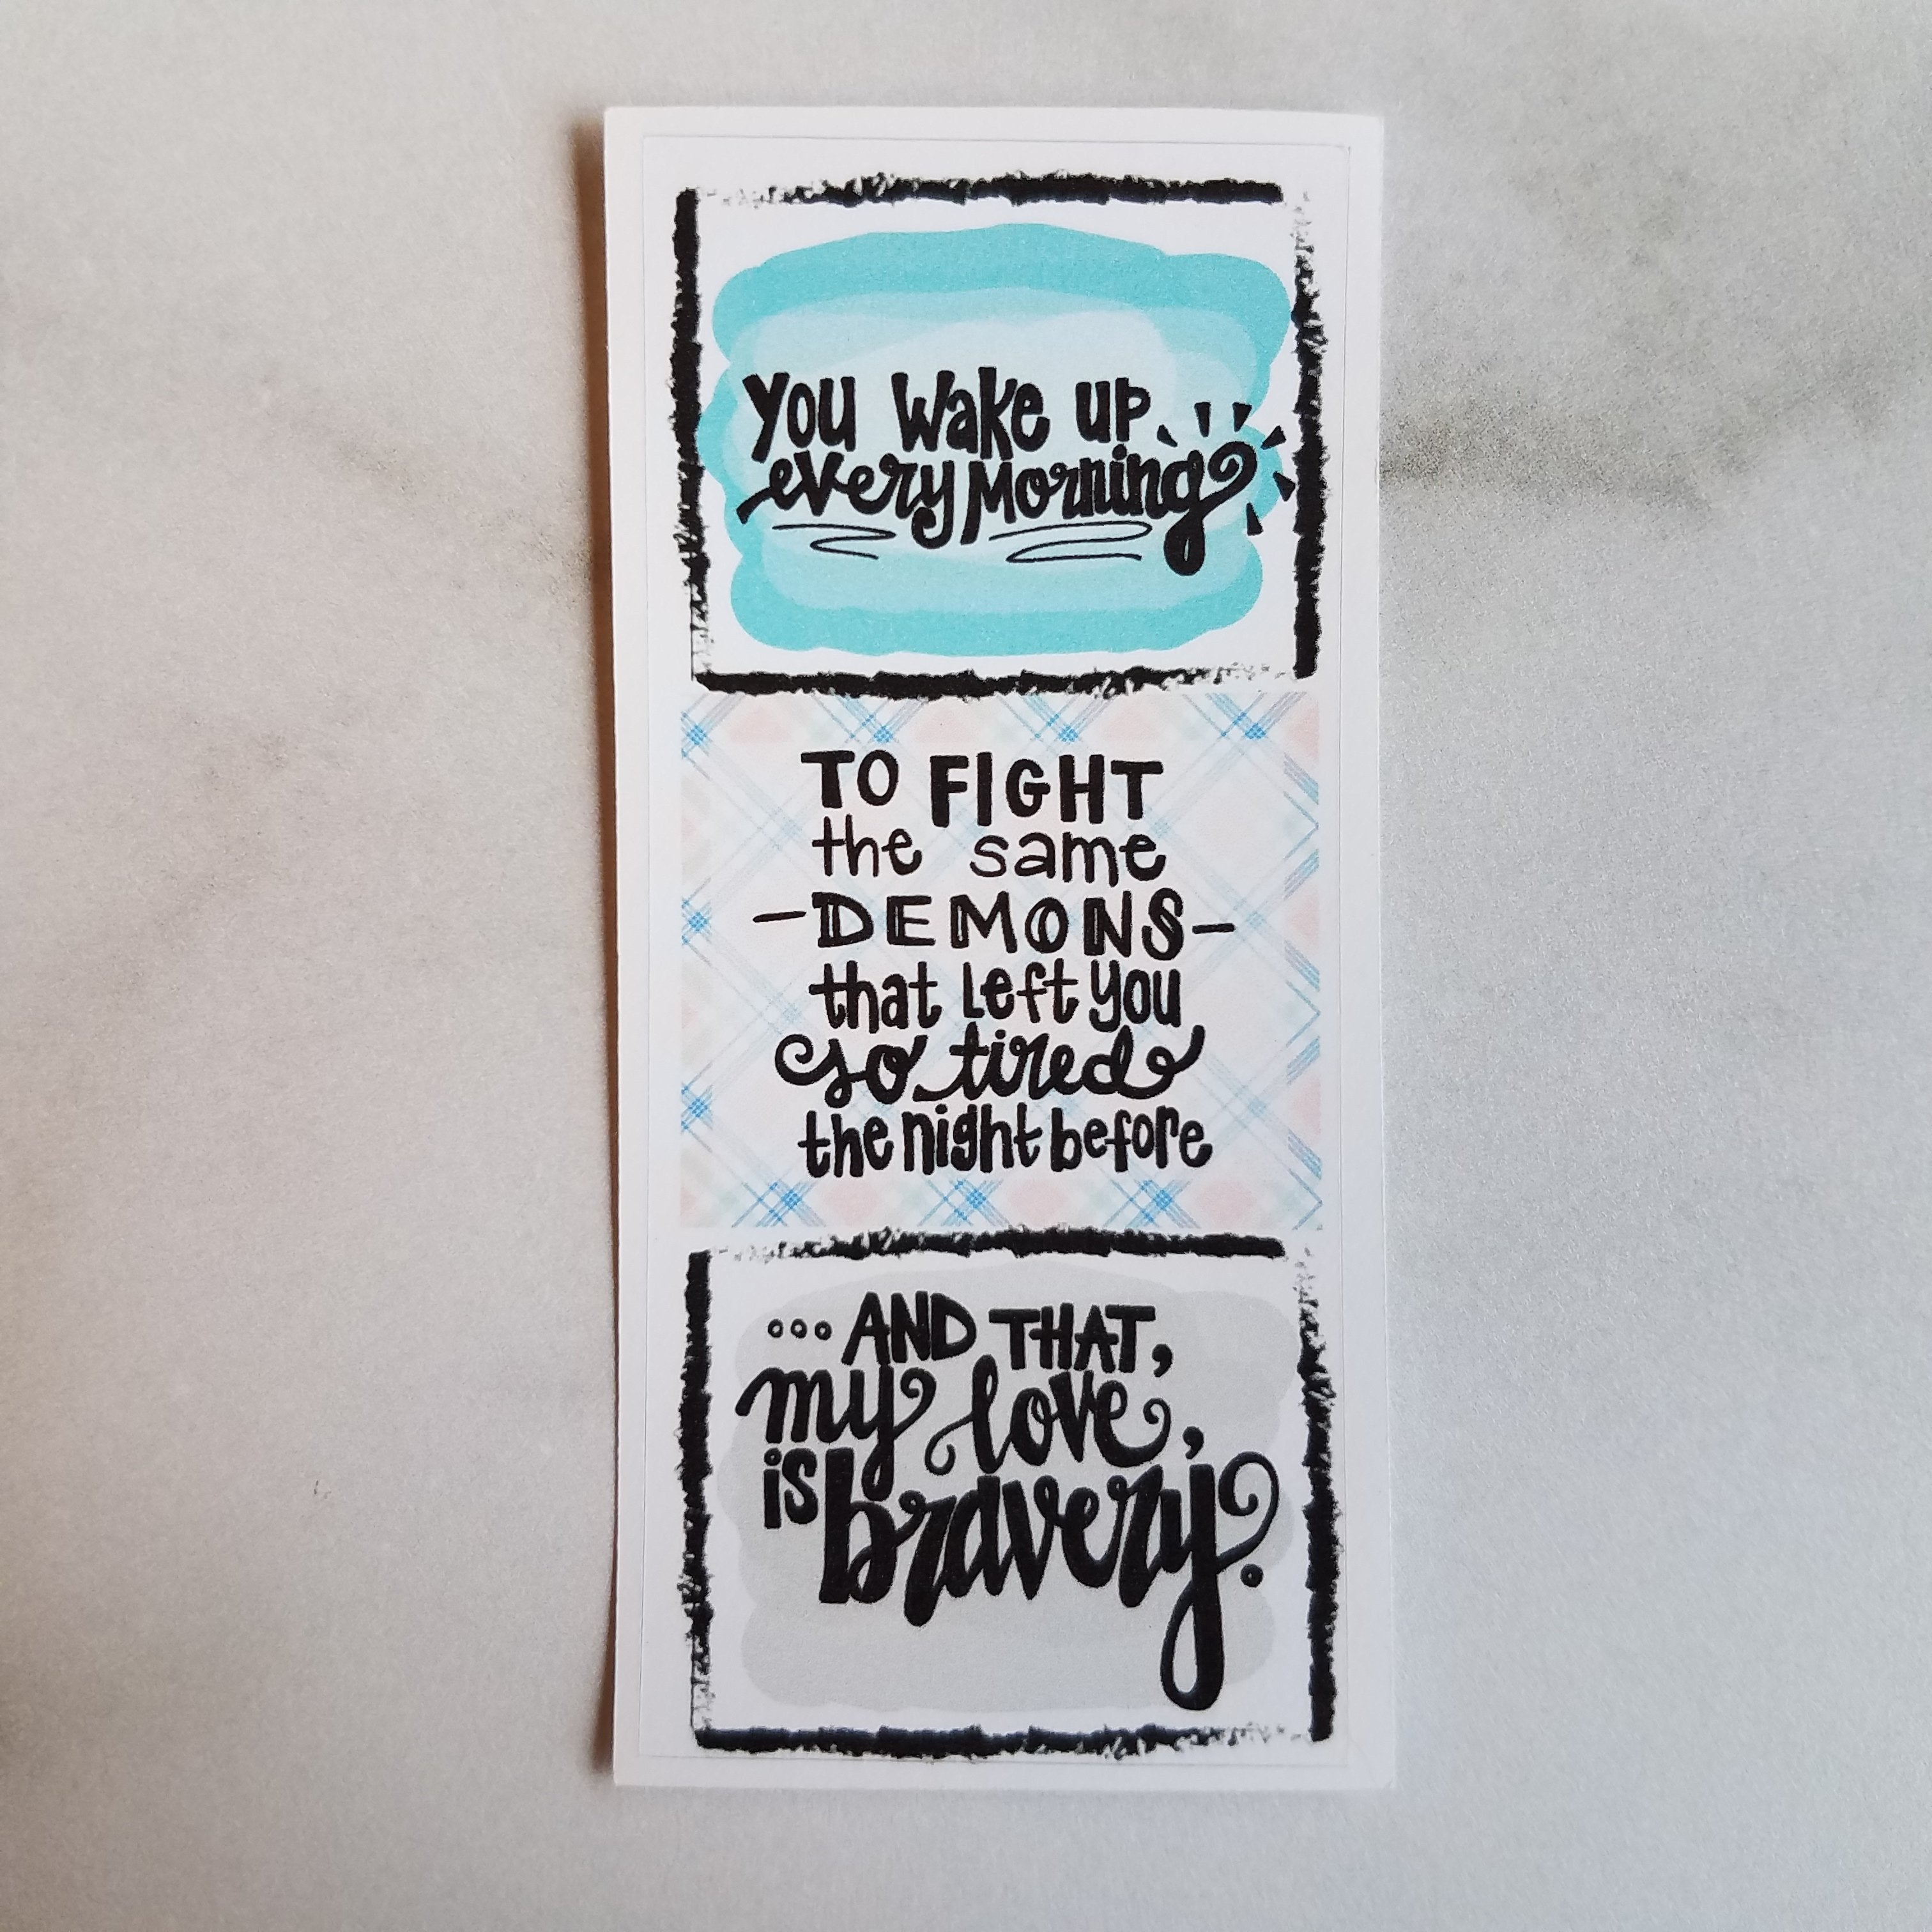 you wake up
every Morning
TO FIGHT
the same
-DEMONS-
that left you
so tired
the night before
...AND THAT,
my love,
is bravery.